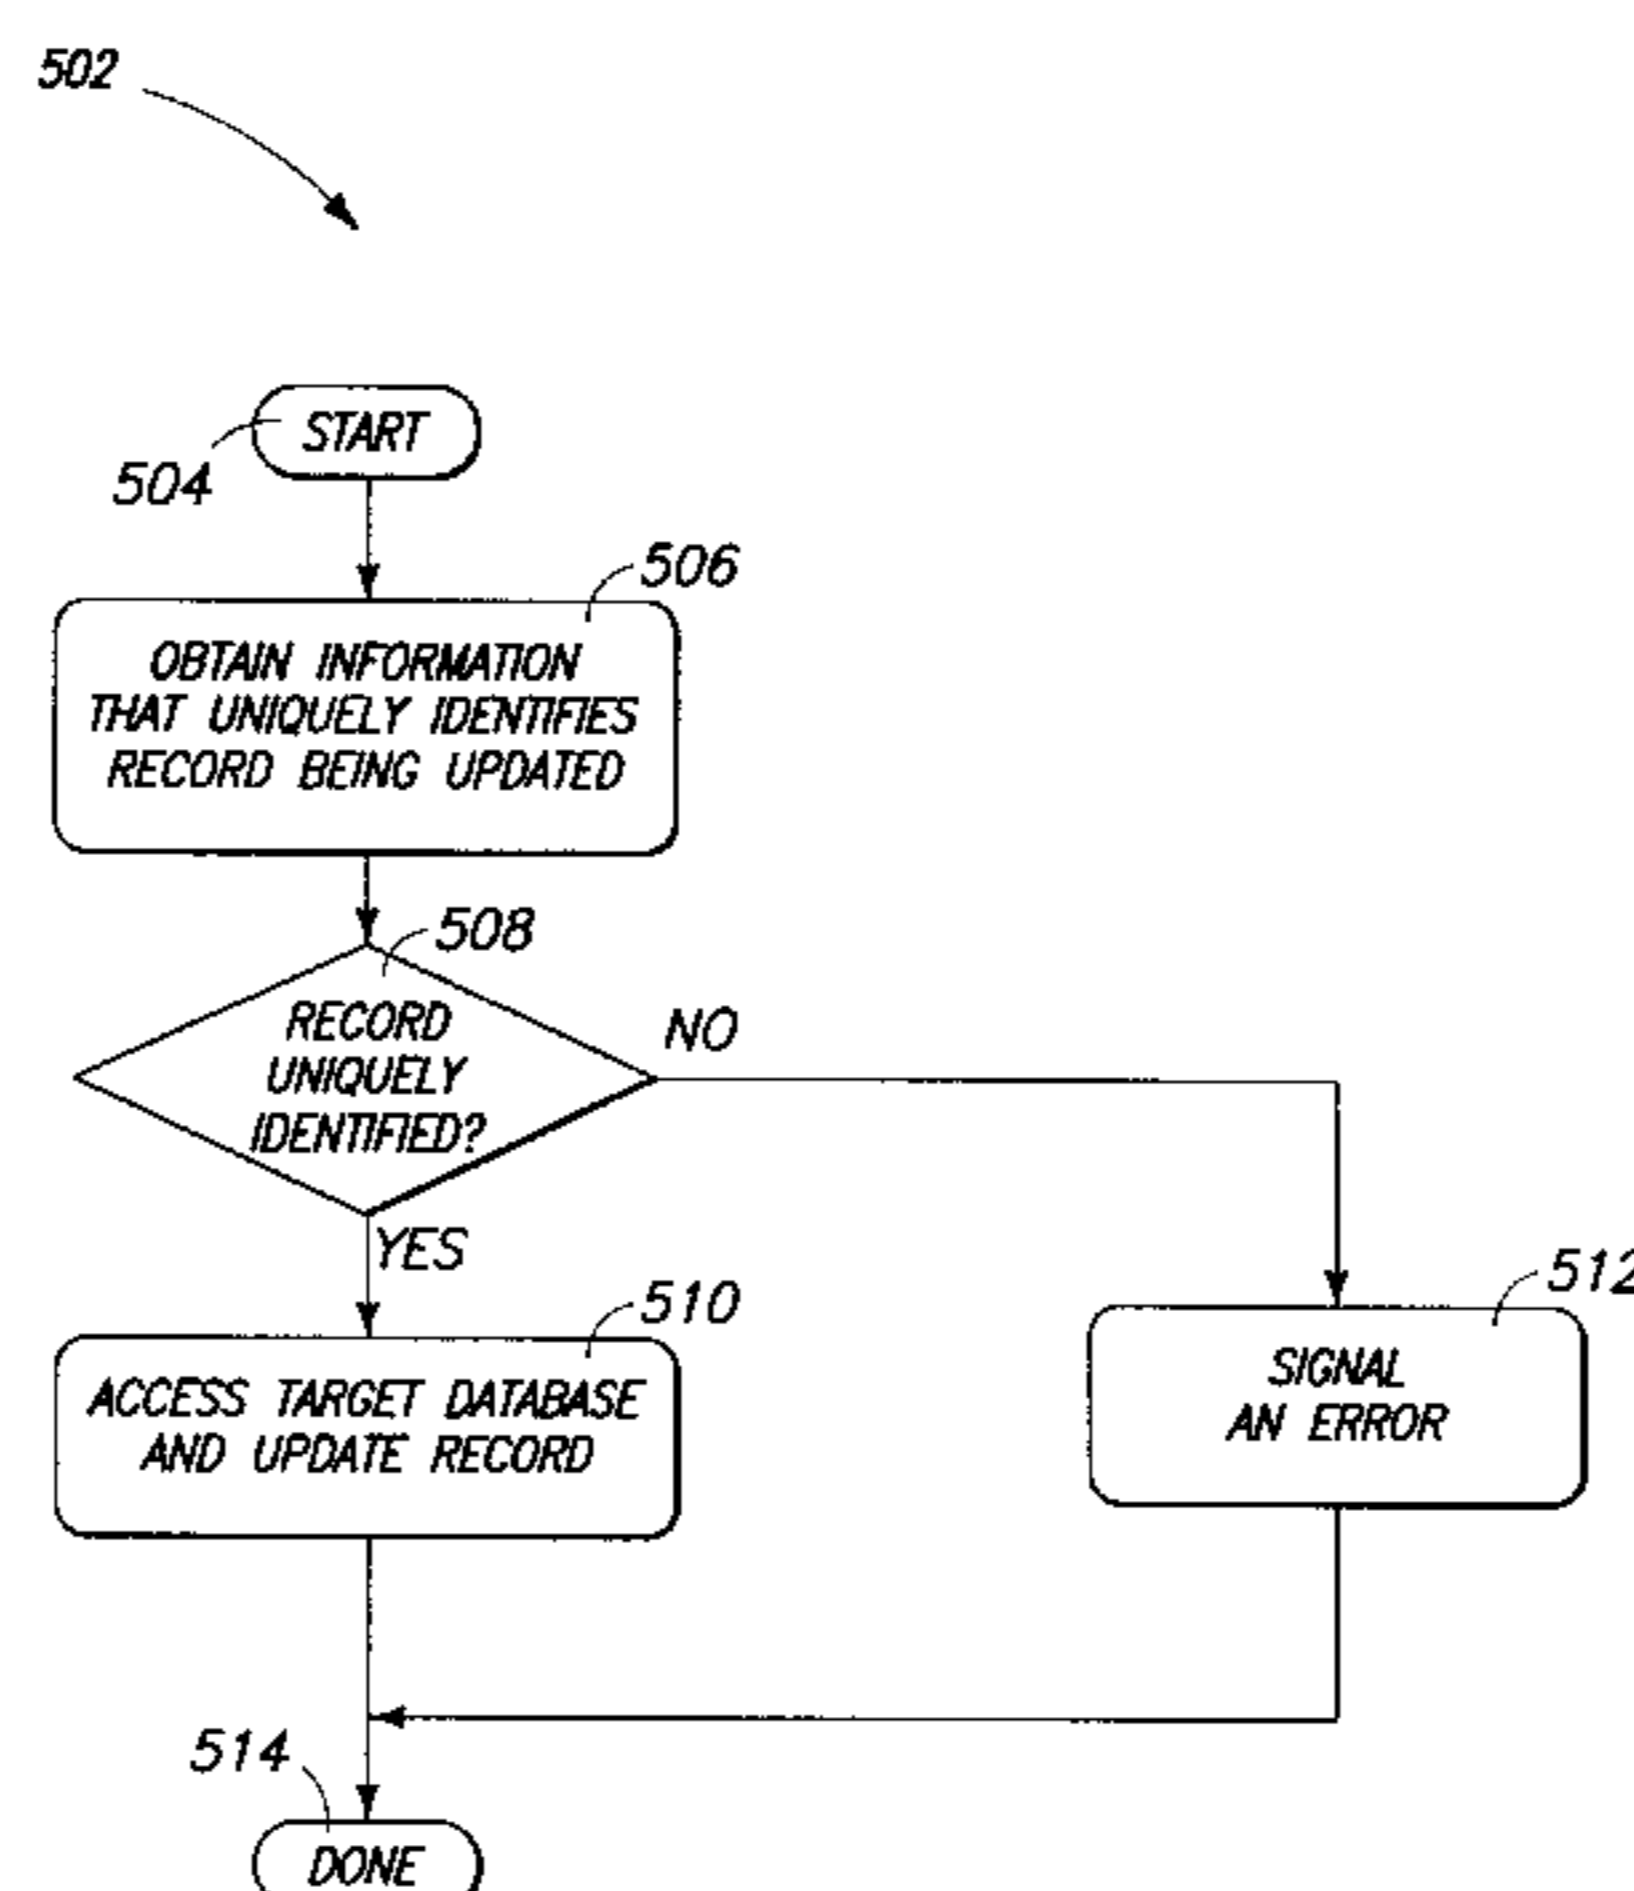 502
START
504
506
OBTAIN INFORMATION
THAT UNIQUELY IDENTIFIES
RECORD BEING UPDATED
508
RECORD
UNIQUELY
IDENTIFIED?
NO
YES
510
ACCESS TARGET DATABASE
AND UPDATE RECORD
512
SIGNAL
AN ERROR
514
DONE